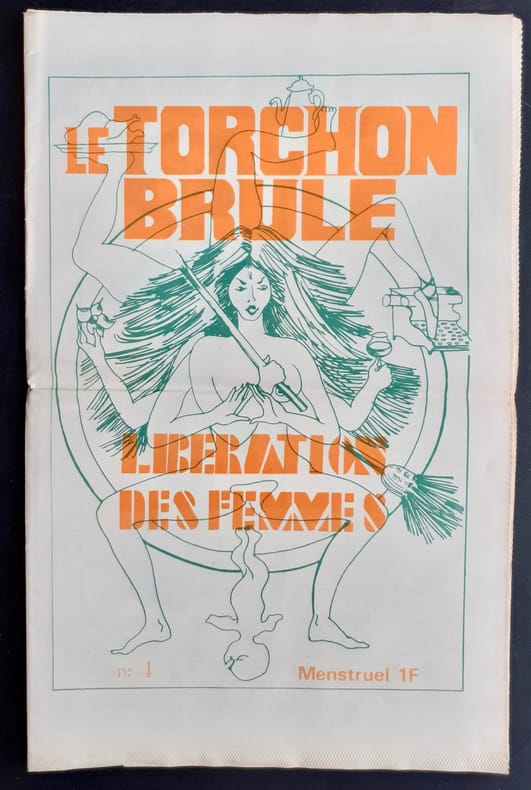 LE TORCHON
BRULE
LIBERATION
DES FEMMES
n: 1
Menstruel 1F